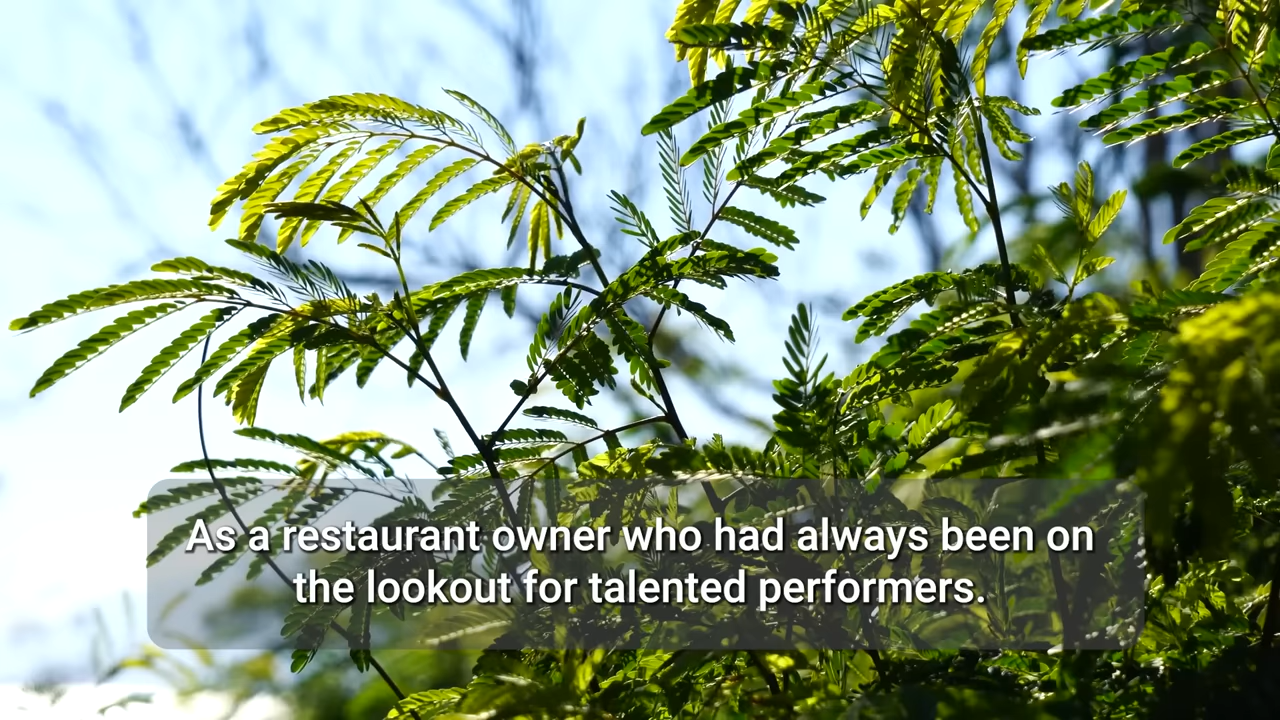 As a restaurant owner who had always been on
the lookout for talented performers.